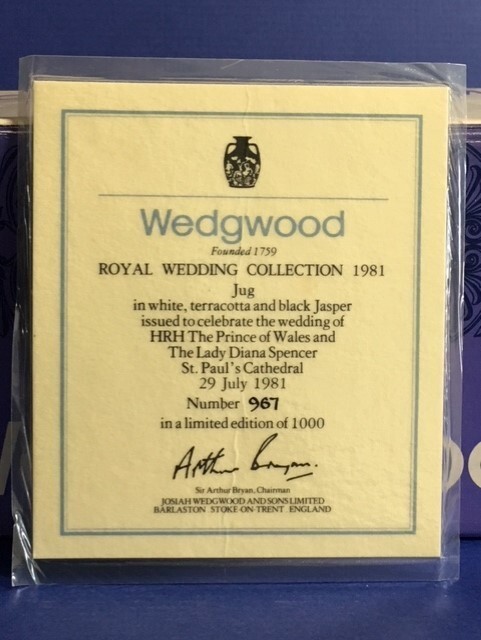 Wedgwood
Founded 1759
ROYAL WEDDING COLLECTION 1981
Jug
in white, terracotta and black Jasper
issued to celebrate the wedding of
HRH The Prince of Wales and
The Lady Diana Spencer
St. Paul's Cathedral
29 July 1981
Number 967
in a limited edition of 1000
Arthur Bryan.
Sir Arthur Bryan, Chairman
JOSIAH WEDGWOOD AND SONS LIMITED
BARLASTON STOKE-ON-TRENT ENGLAND